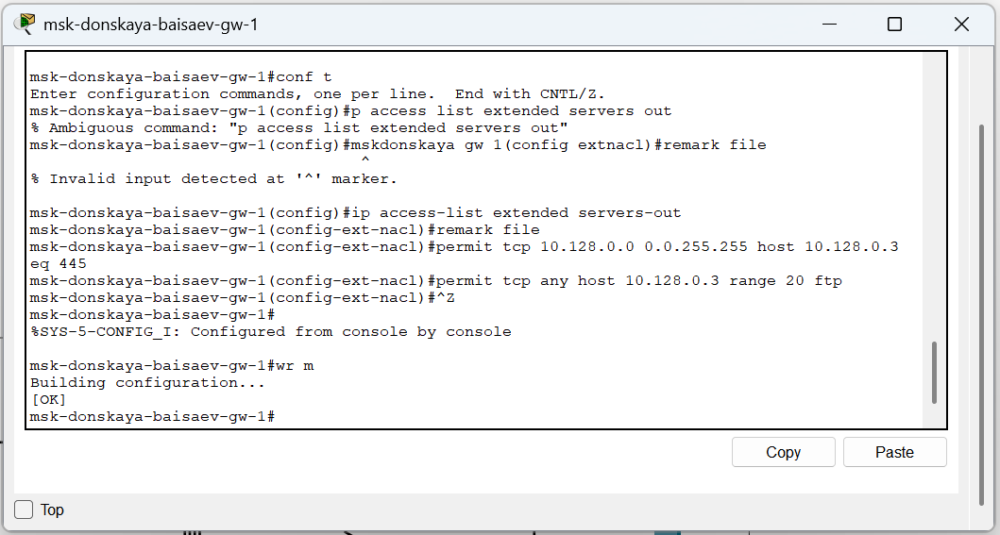 msk-donskaya-baisaev-gw-1
msk-donskaya-baisaev-gw-1#conf t
Enter configuration commands, one per line.  End with CNTL/Z.
msk-donskaya-baisaev-gw-1(config)#p access list extended servers out
% Ambiguous command: "p access list extended servers out"
msk-donskaya-baisaev-gw-1(config)#mskdonskaya gw 1(config extnacl)#remark file
^
% Invalid input detected at '^' marker.
msk-donskaya-baisaev-gw-1(config)#ip access-list extended servers-out
msk-donskaya-baisaev-gw-1(config-ext-nacl)#remark file
msk-donskaya-baisaev-gw-1(config-ext-nacl)#permit tcp 10.128.0.0 0.0.255.255 host 10.128.0.3
eq 445
msk-donskaya-baisaev-gw-1(config-ext-nacl)#permit tcp any host 10.128.0.3 range 20 ftp
msk-donskaya-baisaev-gw-1(config-ext-nacl)#^Z
msk-donskaya-baisaev-gw-1#
%SYS-5-CONFIG_I: Configured from console by console
msk-donskaya-baisaev-gw-1#wr m
Building configuration...
[OK]
msk-donskaya-baisaev-gw-1#
Copy
Paste
Top